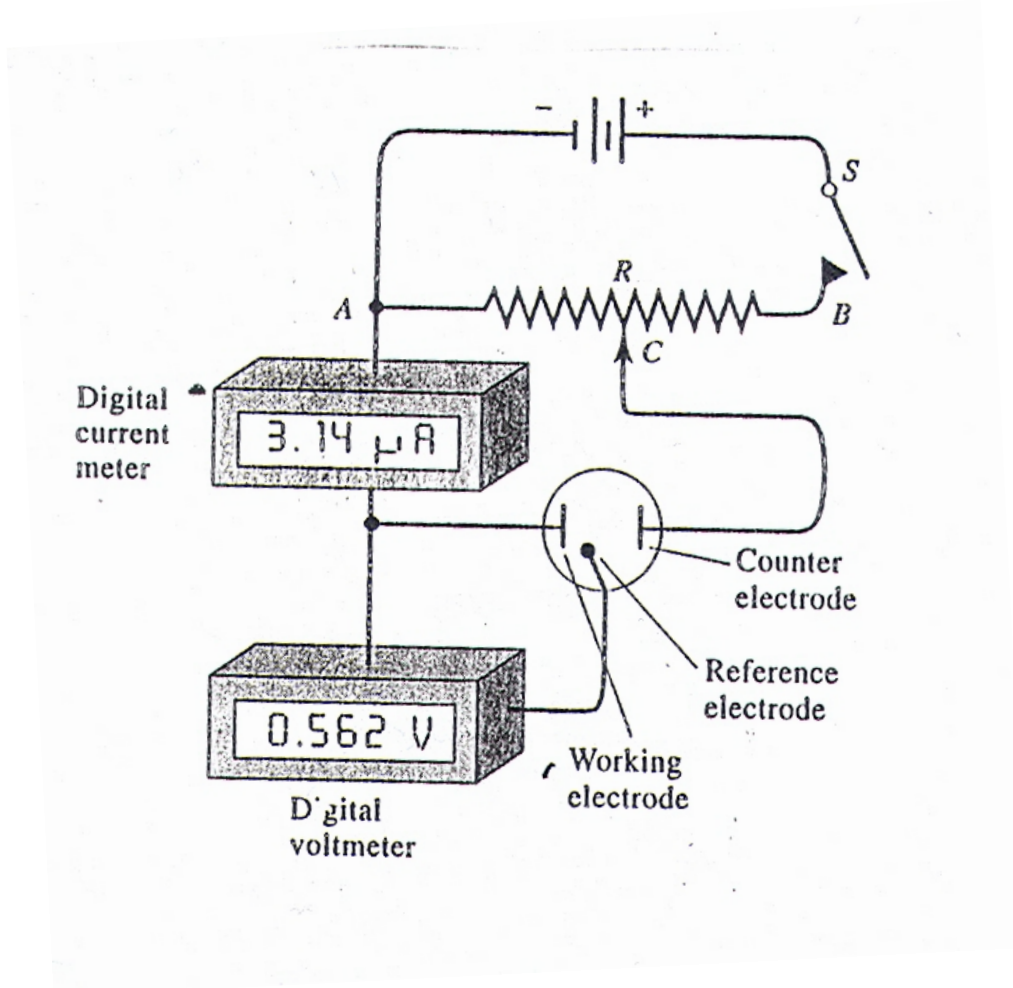 - +
S
R
A
B
C
Digital
current
meter
3.14 μA
Counter
electrode
Reference
electrode
0.562 V
Working
electrode
D gital
voltmeter